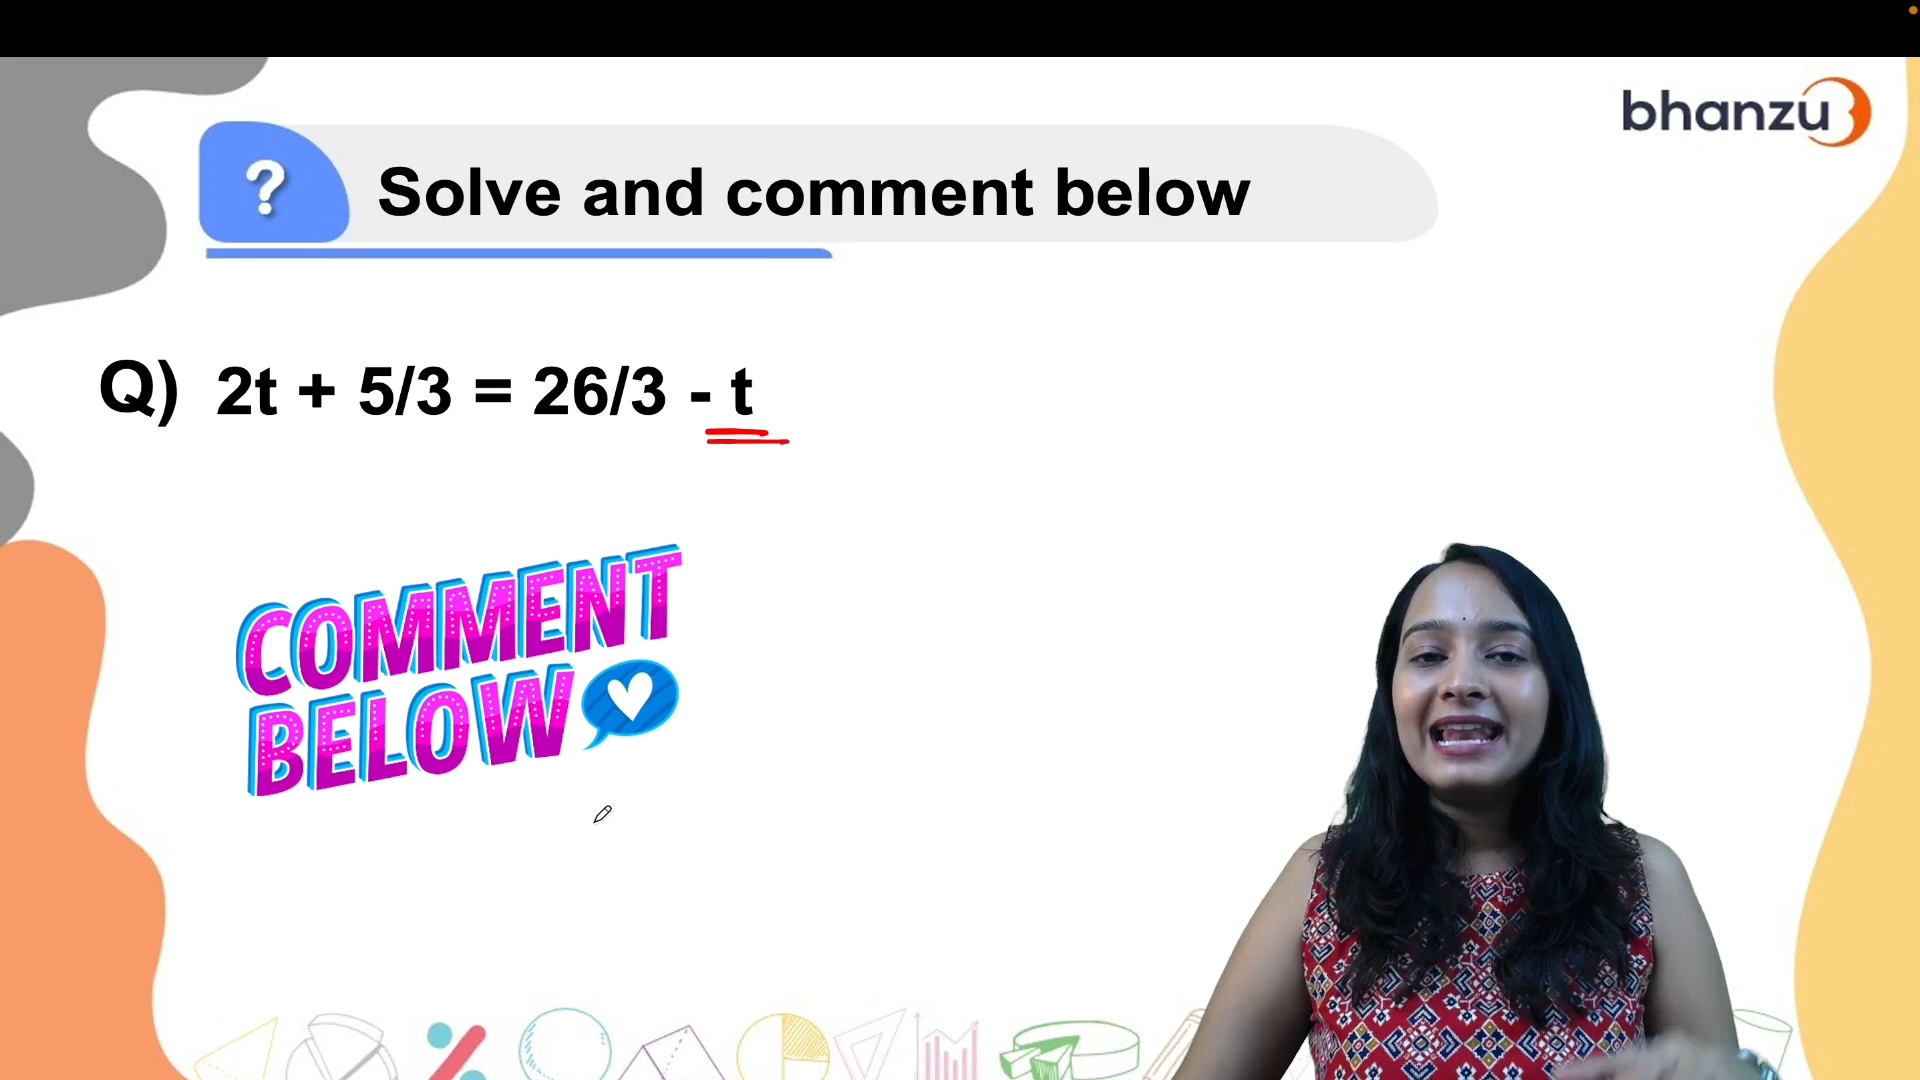 bhanzu
? Solve and comment below
Q) 2t + 5/3 = 26/3 - t
COMMENT
BELOW